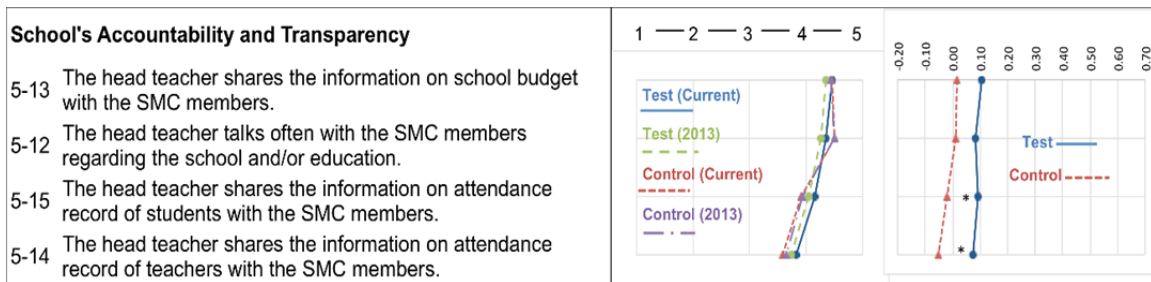 School's Accountability and Transparency
1 — 2 — 3 — 4 — 5
-0.20 -0.10 0.00 0.10 0.20 0.30 0.40 0.50 0.60 0.70
5-13 The head teacher shares the information on school budget
with the SMC members.
5-12 The head teacher talks often with the SMC members
regarding the school and/or education.
5-15 The head teacher shares the information on attendance
record of students with the SMC members.
5-14 The head teacher shares the information on attendance
record of teachers with the SMC members.
Test (Current)
Test (2013)
Control (Current)
Control (2013)
Test
Control
*
*